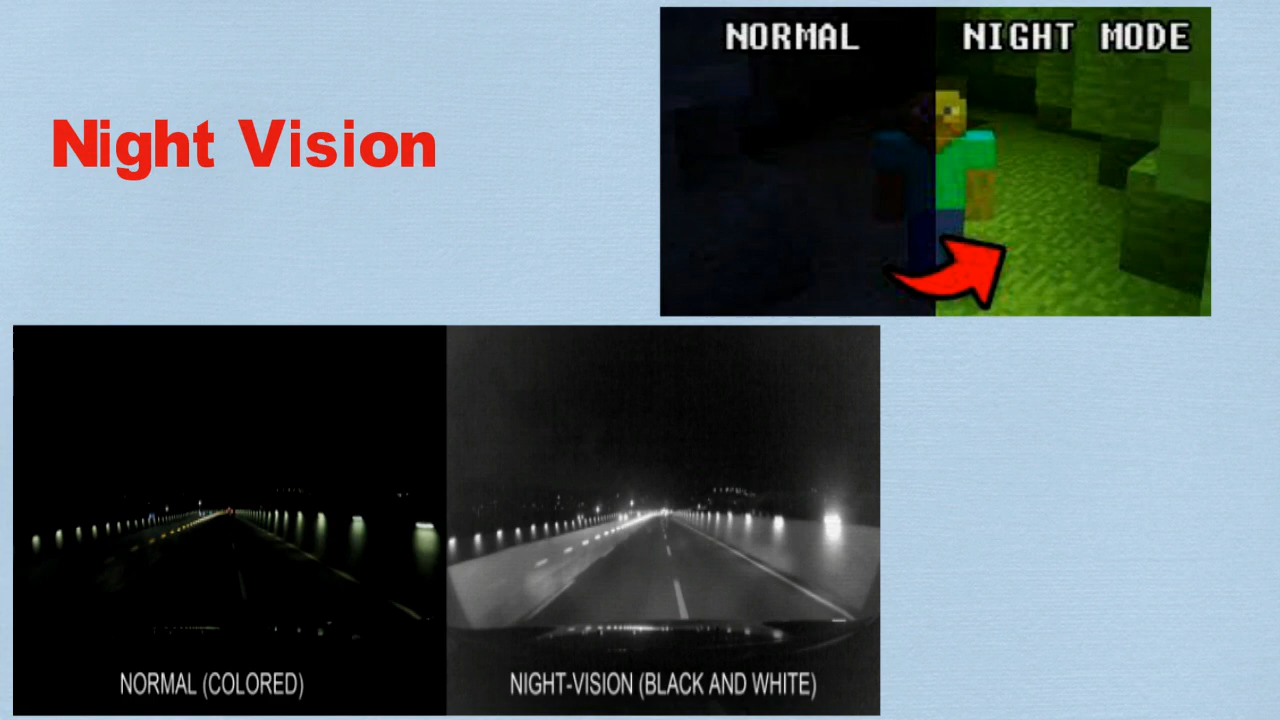 NORMAL NIGHT MODE
Night Vision
NORMAL (COLORED) NIGHT-VISION (BLACK AND WHITE)